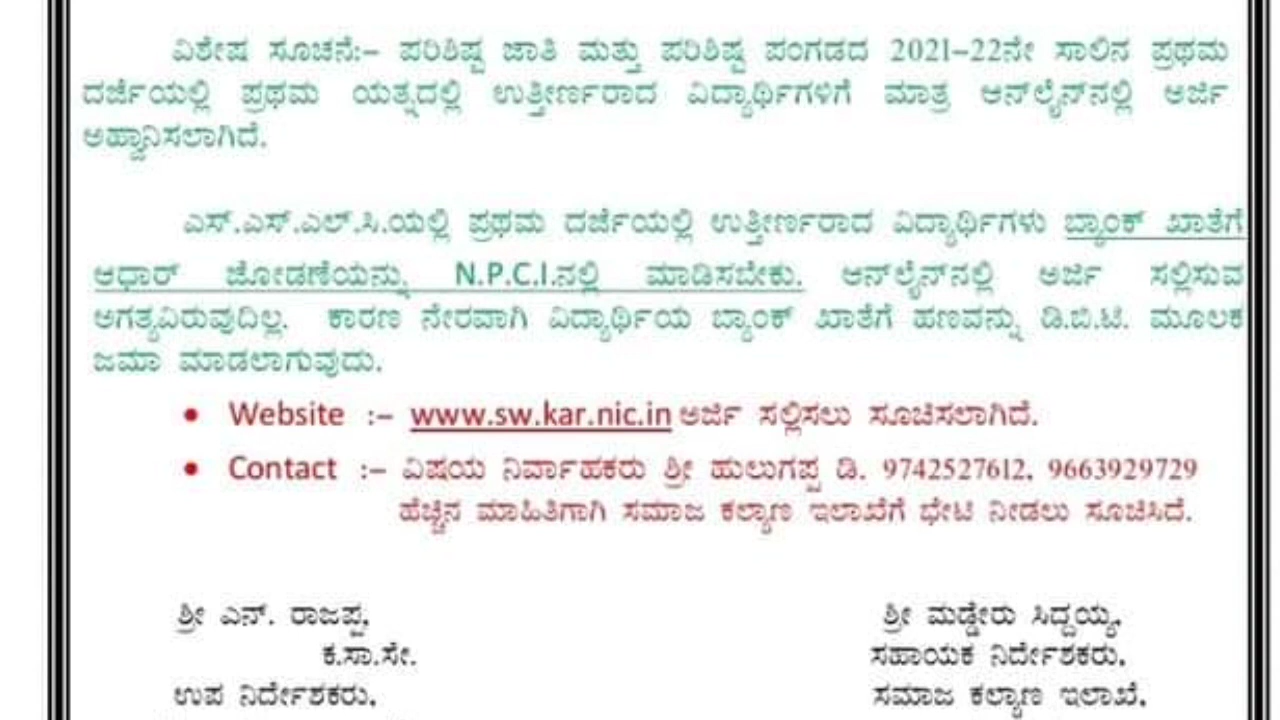 ವಿಶೇಷ ಸೂಚನೆ:– ಪರಿಶಿಷ್ಟ ಜಾತಿ ಮತ್ತು ಪರಿಶಿಷ್ಟ ಪಂಗಡದ 2021–22ನೇ ಸಾಲಿನ ಪ್ರಥಮ
ದರ್ಜೆಯಲ್ಲಿ ಪ್ರಥಮ ಯತ್ನದಲ್ಲಿ ಉತ್ತೀರ್ಣರಾದ ವಿದ್ಯಾರ್ಥಿಗಳಿಗೆ ಮಾತ್ರ ಆನ್‌ಲೈನ್‌ನಲ್ಲಿ ಅರ್ಜಿ
ಅಹ್ವಾನಿಸಲಾಗಿದೆ.
ಎಸ್.ಎಸ್.ಎಲ್.ಸಿ.ಯಲ್ಲಿ ಪ್ರಥಮ ದರ್ಜೆಯಲ್ಲಿ ಉತ್ತೀರ್ಣರಾದ ವಿದ್ಯಾರ್ಥಿಗಳು ಬ್ಯಾಂಕ್ ಖಾತೆಗೆ
ಆಧಾರ್ ಜೋಡಣೆಯನ್ನು N.P.C.I.ನಲ್ಲಿ ಮಾಡಿಸಬೇಕು. ಆನ್‌ಲೈನ್‌ನಲ್ಲಿ ಅರ್ಜಿ ಸಲ್ಲಿಸುವ
ಅಗತ್ಯವಿರುವುದಿಲ್ಲ. ಕಾರಣ ನೇರವಾಗಿ ವಿದ್ಯಾರ್ಥಿಯ ಬ್ಯಾಂಕ್ ಖಾತೆಗೆ ಹಣವನ್ನು ಡಿ.ಬಿ.ಟಿ. ಮೂಲಕ
ಜಮಾ ಮಾಡಲಾಗುವುದು.
• Website :– www.sw.kar.nic.in ಅರ್ಜಿ ಸಲ್ಲಿಸಲು ಸೂಚಿಸಲಾಗಿದೆ.
• Contact :– ವಿಷಯ ನಿರ್ವಾಹಕರು ಶ್ರೀ ಹುಲುಗಪ್ಪ ಡಿ. 9742527612, 9663929729
ಹೆಚ್ಚಿನ ಮಾಹಿತಿಗಾಗಿ ಸಮಾಜ ಕಲ್ಯಾಣ ಇಲಾಖೆಗೆ ಭೇಟಿ ನೀಡಲು ಸೂಚಿಸಿದೆ.
ಶ್ರೀ ಎನ್. ರಾಜಪ್ಪ, ಶ್ರೀ ಮಡ್ಡೇರು ಸಿದ್ದಯ್ಯ,
ಕ.ಸಾ.ಸೇ. ಸಹಾಯಕ ನಿರ್ದೇಶಕರು,
ಉಪ ನಿರ್ದೇಶಕರು, ಸಮಾಜ ಕಲ್ಯಾಣ ಇಲಾಖೆ,